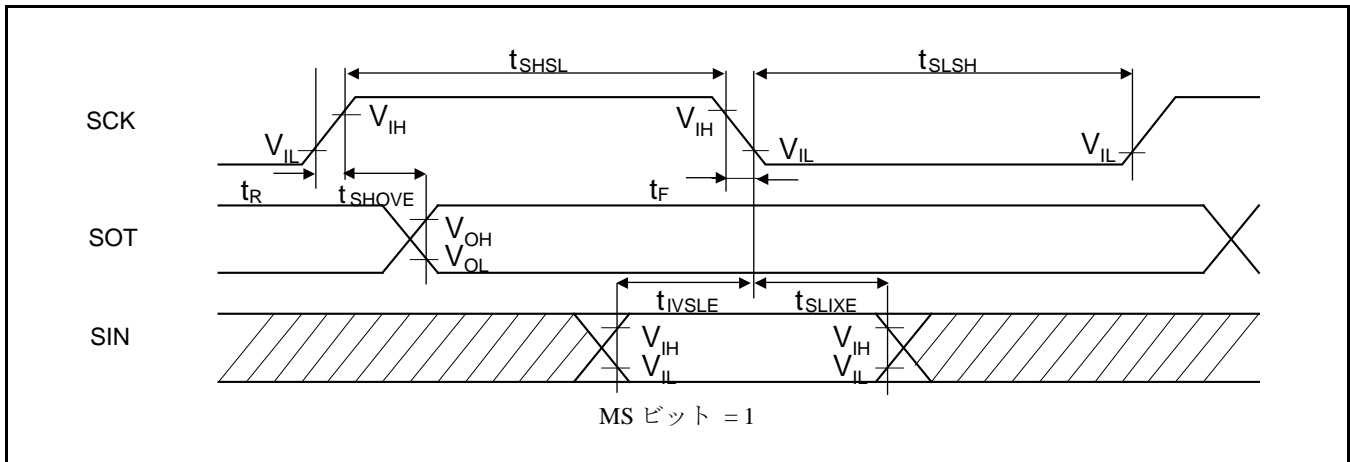 tSHSL tSLSH
SCK VIL VIH VIH VIL VIL
tR tSHOVE tF
SOT VOH
VOL
tIVSLE tSLIXE
SIN VIH VIH
VIL VIL
MS ビット = 1